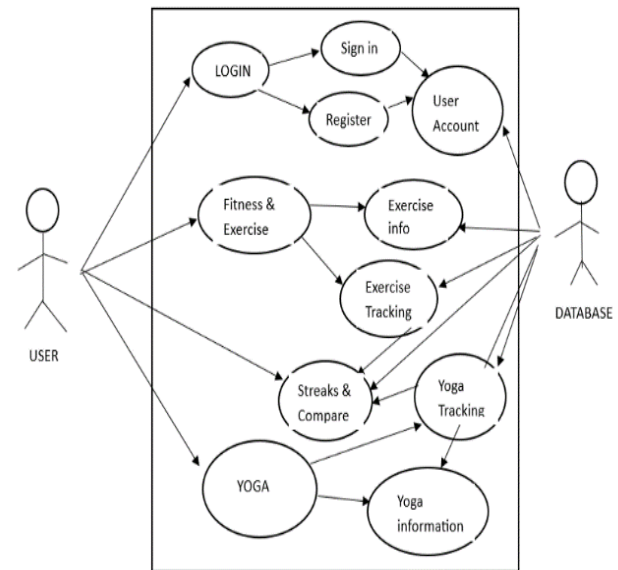 LOGIN
Sign in
Register
User
Account
Fitness &
Exercise
Exercise
info
Exercise
Tracking
USER
DATABASE
Streaks &
Compare
Yoga
Tracking
YOGA
Yoga
information